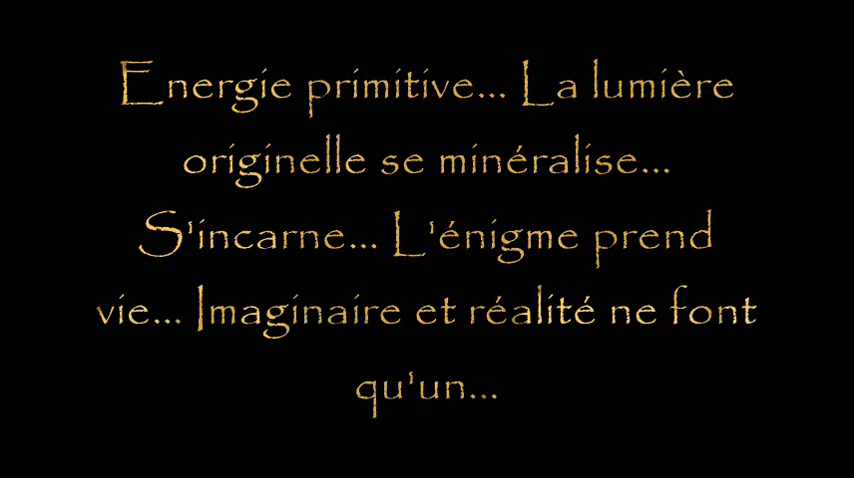 Energie primitive... La lumière
originelle se minéralise...
S'incarne... L'énigme prend
vie... Imaginaire et réalité ne font
qu'un...